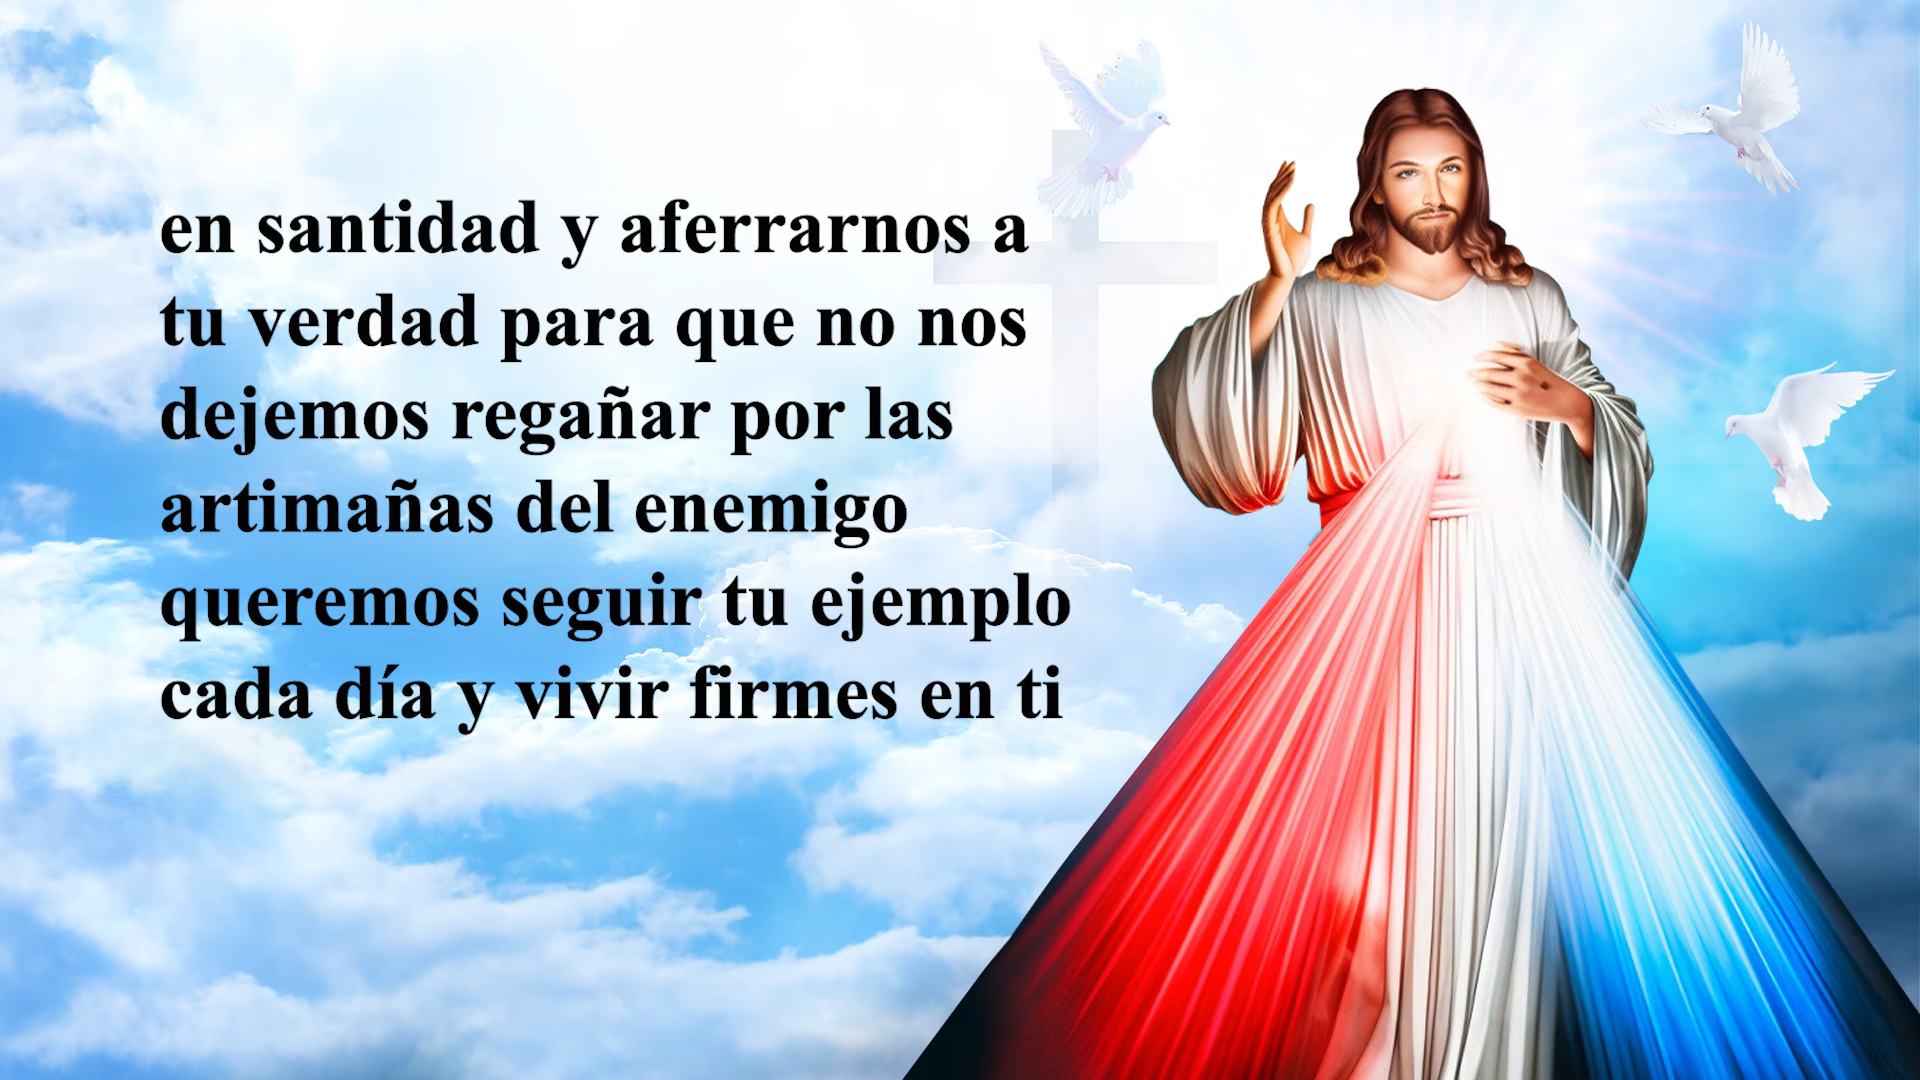 en santidad y aferrarnos a
tu verdad para que no nos
dejemos regañar por las
artimañas del enemigo
queremos seguir tu ejemplo
cada día y vivir firmes en ti